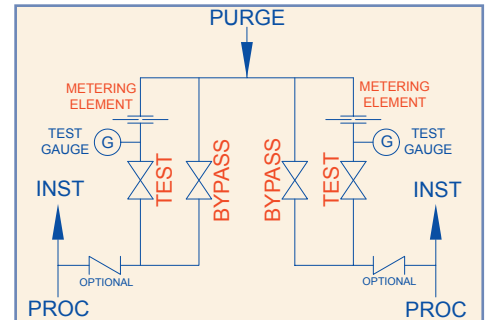 PURGE
METERING
ELEMENT
METERING
ELEMENT
TEST
GAUGE
G
G
TEST
GAUGE
TEST
BYPASS
BYPASS
TEST
INST
INST
OPTIONAL
OPTIONAL
PROC
PROC